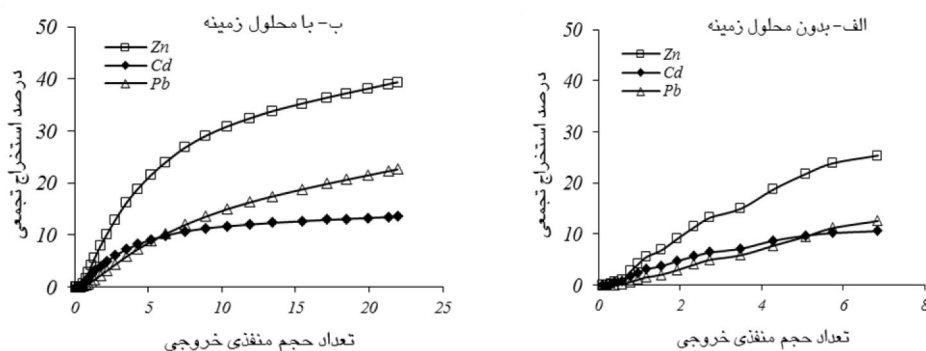 الف- بدون محلول زمینه
Zn
Cd
Pb
درصد استخراج تجمعی
50
40
30
20
10
0
0 2 4 6 8
تعداد حجم منفذی خروجی
ب- با محلول زمینه
Zn
Cd
Pb
درصد استخراج تجمعی
50
40
30
20
10
0
0 5 10 15 20 25
تعداد حجم منفذی خروجی